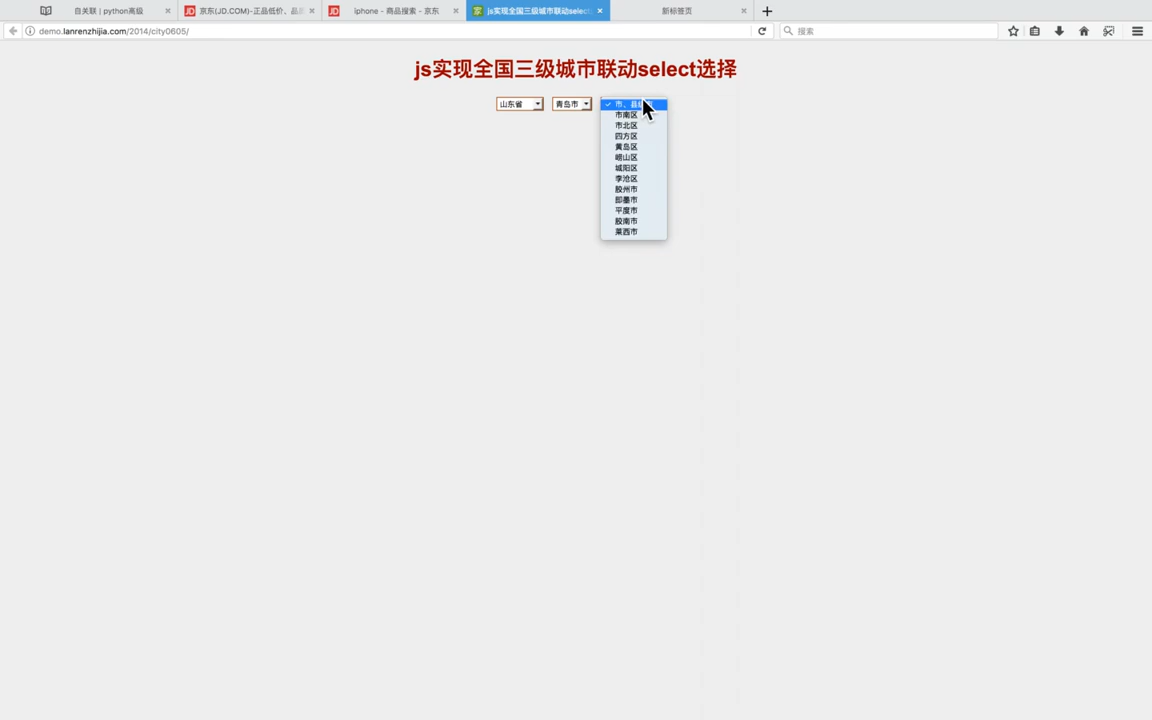 自关联 | python高级
京东(JD.COM)-正品低价、品质
iphone - 商品搜索 - 京东
js实现全国三级城市联动select选
新标签页
demo.lanrenzhijia.com/2014/city0605/
搜索
js实现全国三级城市联动select选择
山东省
青岛市
市、县
市南区
市北区
四方区
黄岛区
崂山区
城阳区
李沧区
胶州市
即墨市
平度市
胶南市
莱西市